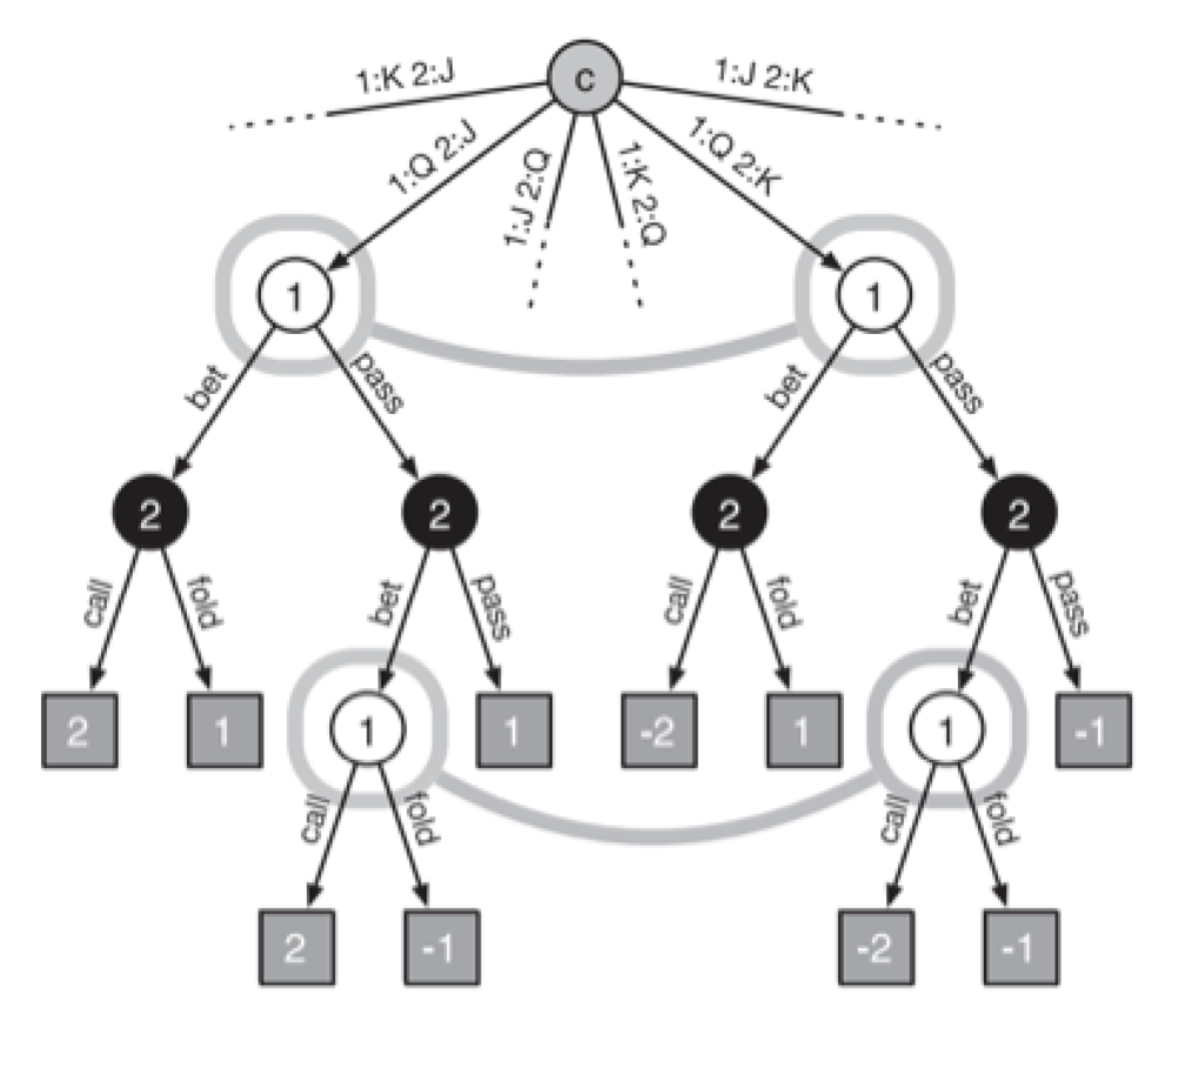 c
1:K 2:J
1:J 2:K
1:Q 2:J
1:J 2:Q
1:K 2:Q
1:Q 2:K
1
1
bet
pass
bet
pass
2
2
2
2
call
fold
bet
pass
call
fold
bet
pass
2
1
1
1
-2
1
1
-1
call
fold
call
fold
2
-1
-2
-1